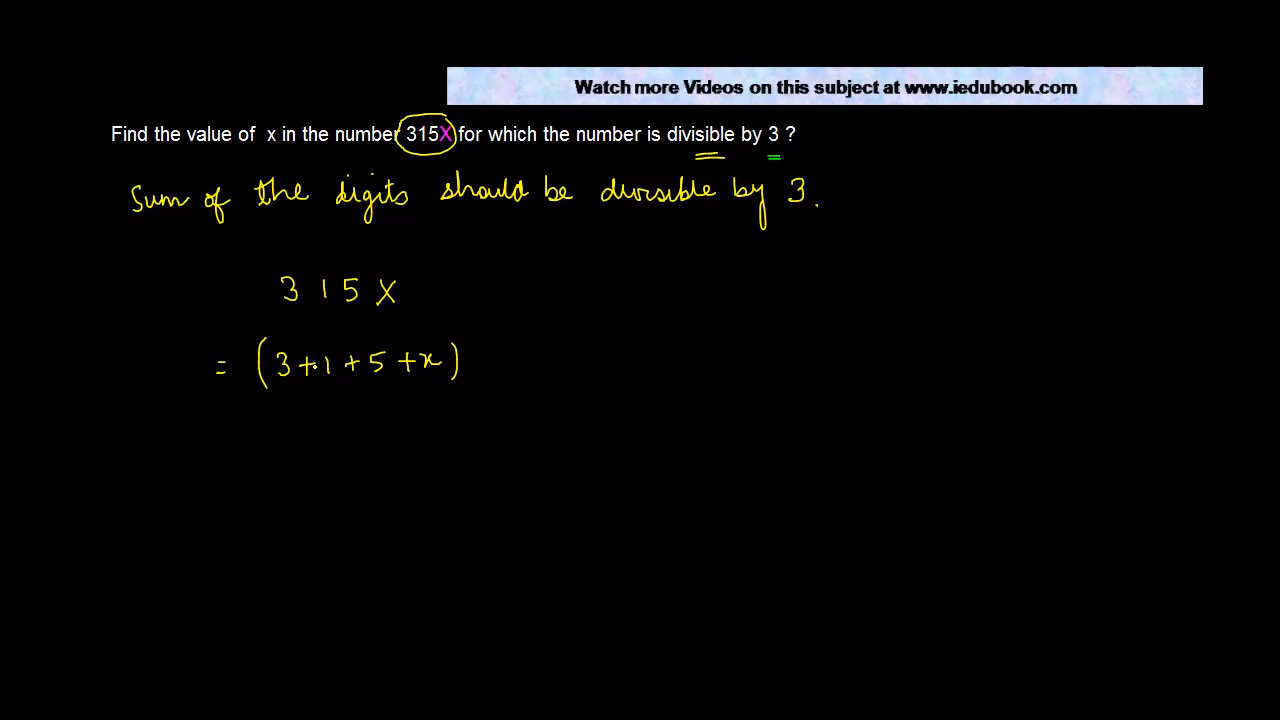 Watch more Videos on this subject at www.iedubook.com
Find the value of x in the number 315X for which the number is divisible by 3 ?
Sum of the digits should be divisible by 3.
3 1 5 X
= (3+1+5+x)